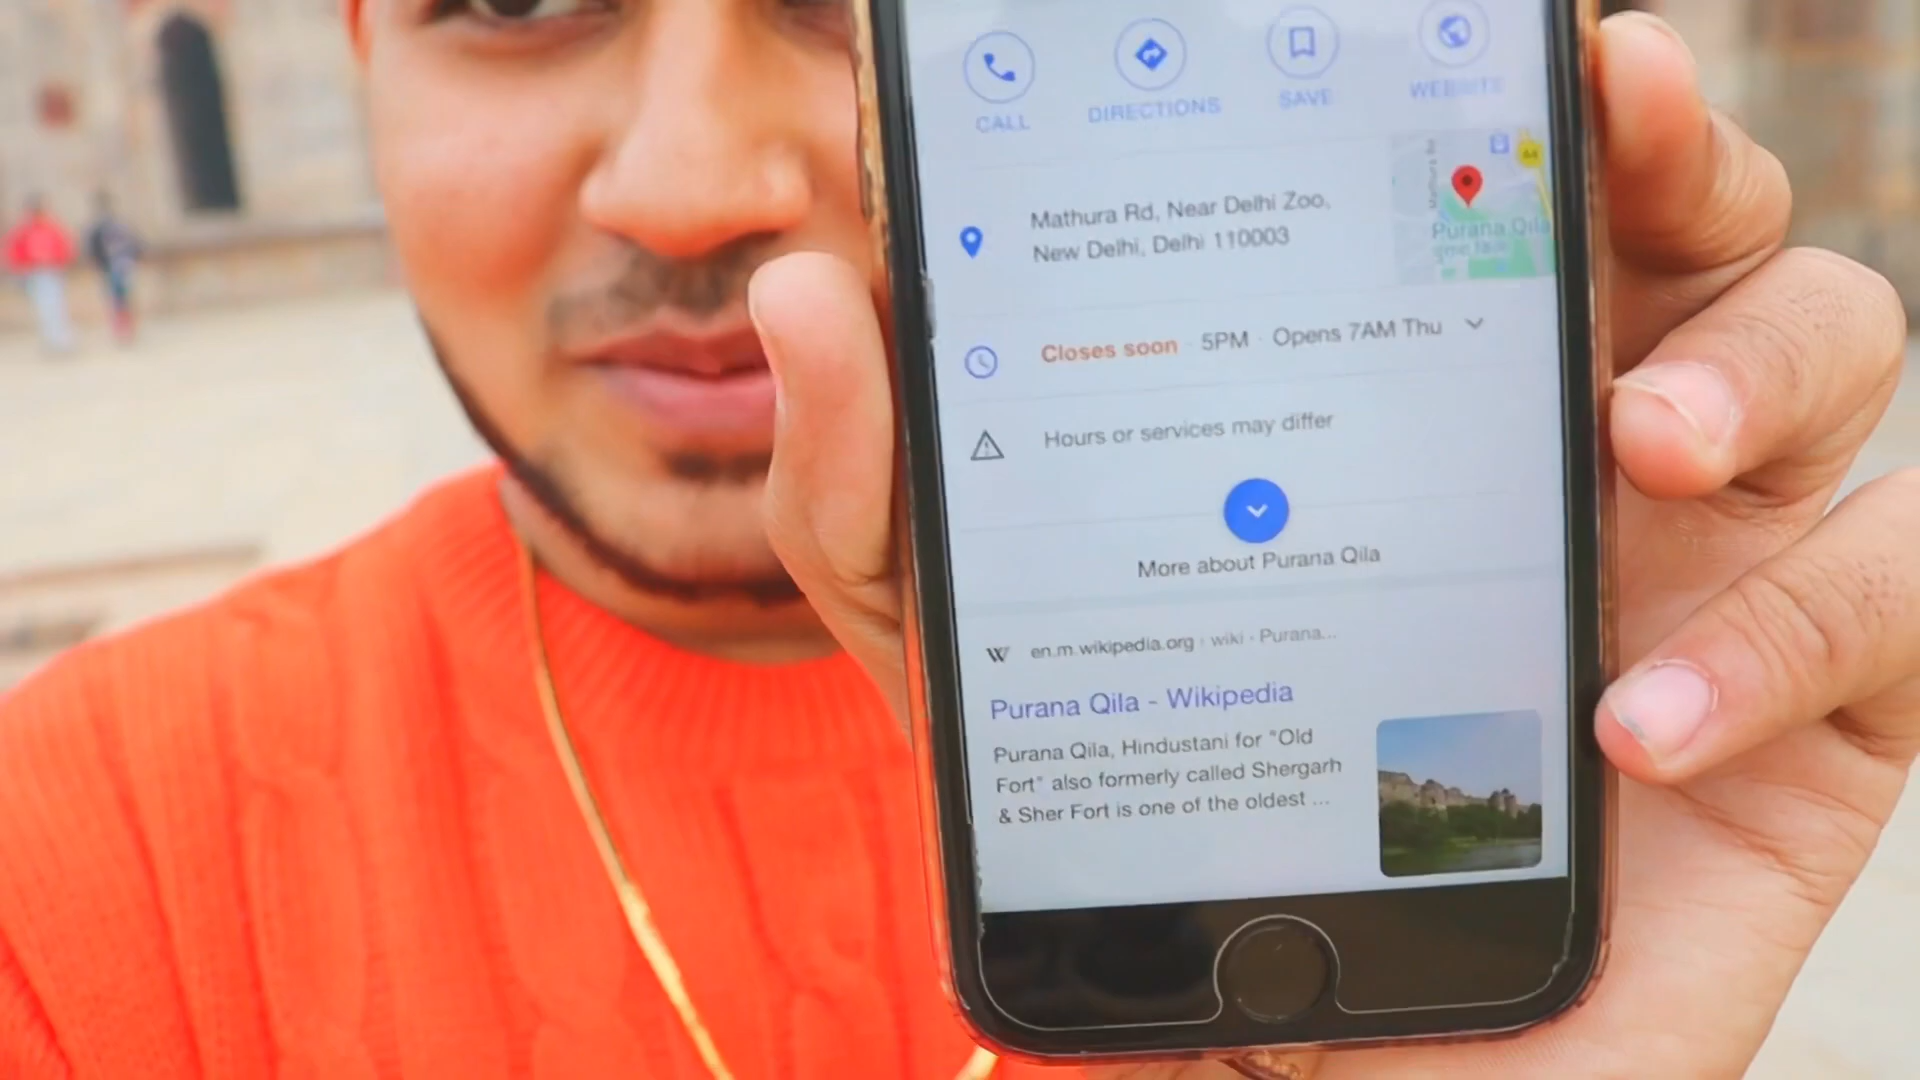 CALL
DIRECTIONS
SAVE
WEBSITE
Mathura Rd, Near Delhi Zoo,
New Delhi, Delhi 110003
Purana Qila
Closes soon · 5PM · Opens 7AM Thu
Hours or services may differ
More about Purana Qila
W en.m.wikipedia.org › wiki › Purana...
Purana Qila - Wikipedia
Purana Qila, Hindustani for "Old
Fort" also formerly called Shergarh
& Sher Fort is one of the oldest ...